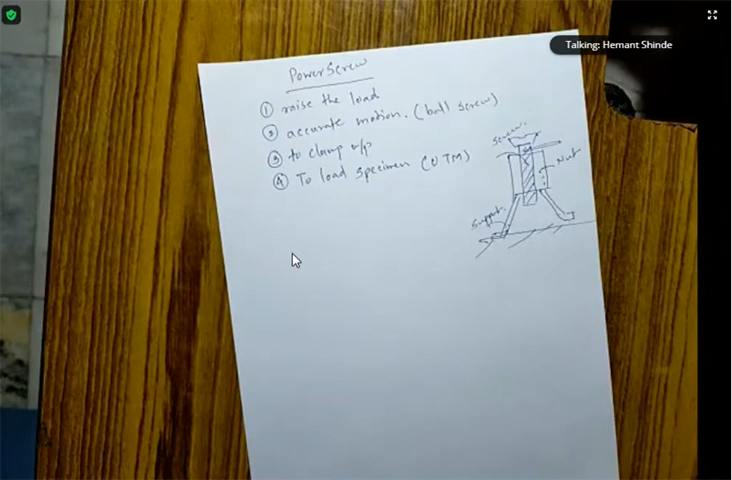 Talking: Hemant Shinde
Power Screw
① raise the load
② accurate motion. (ball screw)
③ to clamp w/p
④ To load specimen (UTM)
Screw.
Nut
Support.